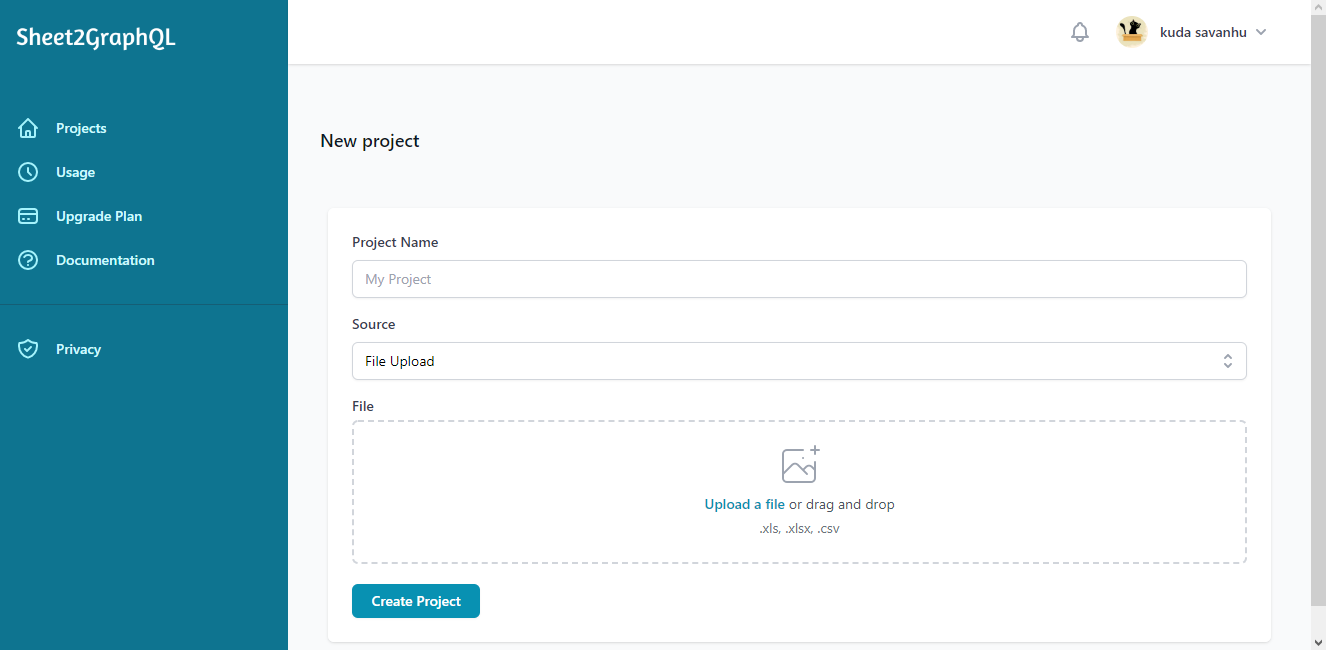 Sheet2GraphQL
Projects
Usage
Upgrade Plan
Documentation
Privacy
kuda savanhu
New project
Project Name
My Project
Source
File Upload
File
Upload a file or drag and drop
.xls, .xlsx, .csv
Create Project